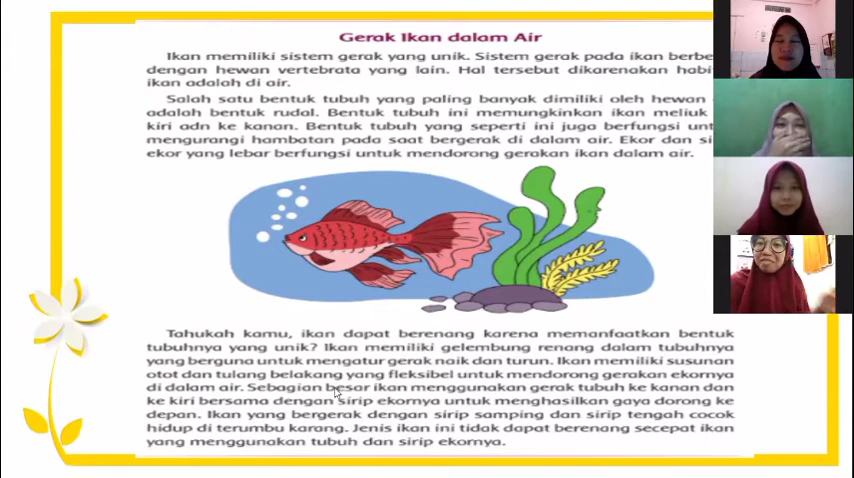 Gerak Ikan dalam Air
Ikan memiliki sistem gerak yang unik. Sistem gerak pada ikan berbe
dengan hewan vertebrata yang lain. Hal tersebut dikarenakan habi
ikan adalah di air.
Salah satu bentuk tubuh yang paling banyak dimiliki oleh hewan
adalah bentuk rudal. Bentuk tubuh ini memungkinkan ikan meliuk
kiri adn ke kanan. Bentuk tubuh yang seperti ini juga berfungsi unt
mengurangi hambatan pada saat bergerak di dalam air. Ekor dan si
ekor yang lebar berfungsi untuk mendorong gerakan ikan dalam air.
Tahukah kamu, ikan dapat berenang karena memanfaatkan bentuk
tubuhnya yang unik? Ikan memiliki gelembung renang dalam tubuhnya
yang berguna untuk mengatur gerak naik dan turun. Ikan memiliki susunan
otot dan tulang belakang yang fleksibel untuk mendorong gerakan ekornya
di dalam air. Sebagian besar ikan menggunakan gerak tubuh ke kanan dan
ke kiri bersama dengan sirip ekornya untuk menghasilkan gaya dorong ke
depan. Ikan yang bergerak dengan sirip samping dan sirip tengah cocok
hidup di terumbu karang. Jenis ikan ini tidak dapat berenang secepat ikan
yang menggunakan tubuh dan sirip ekornya.